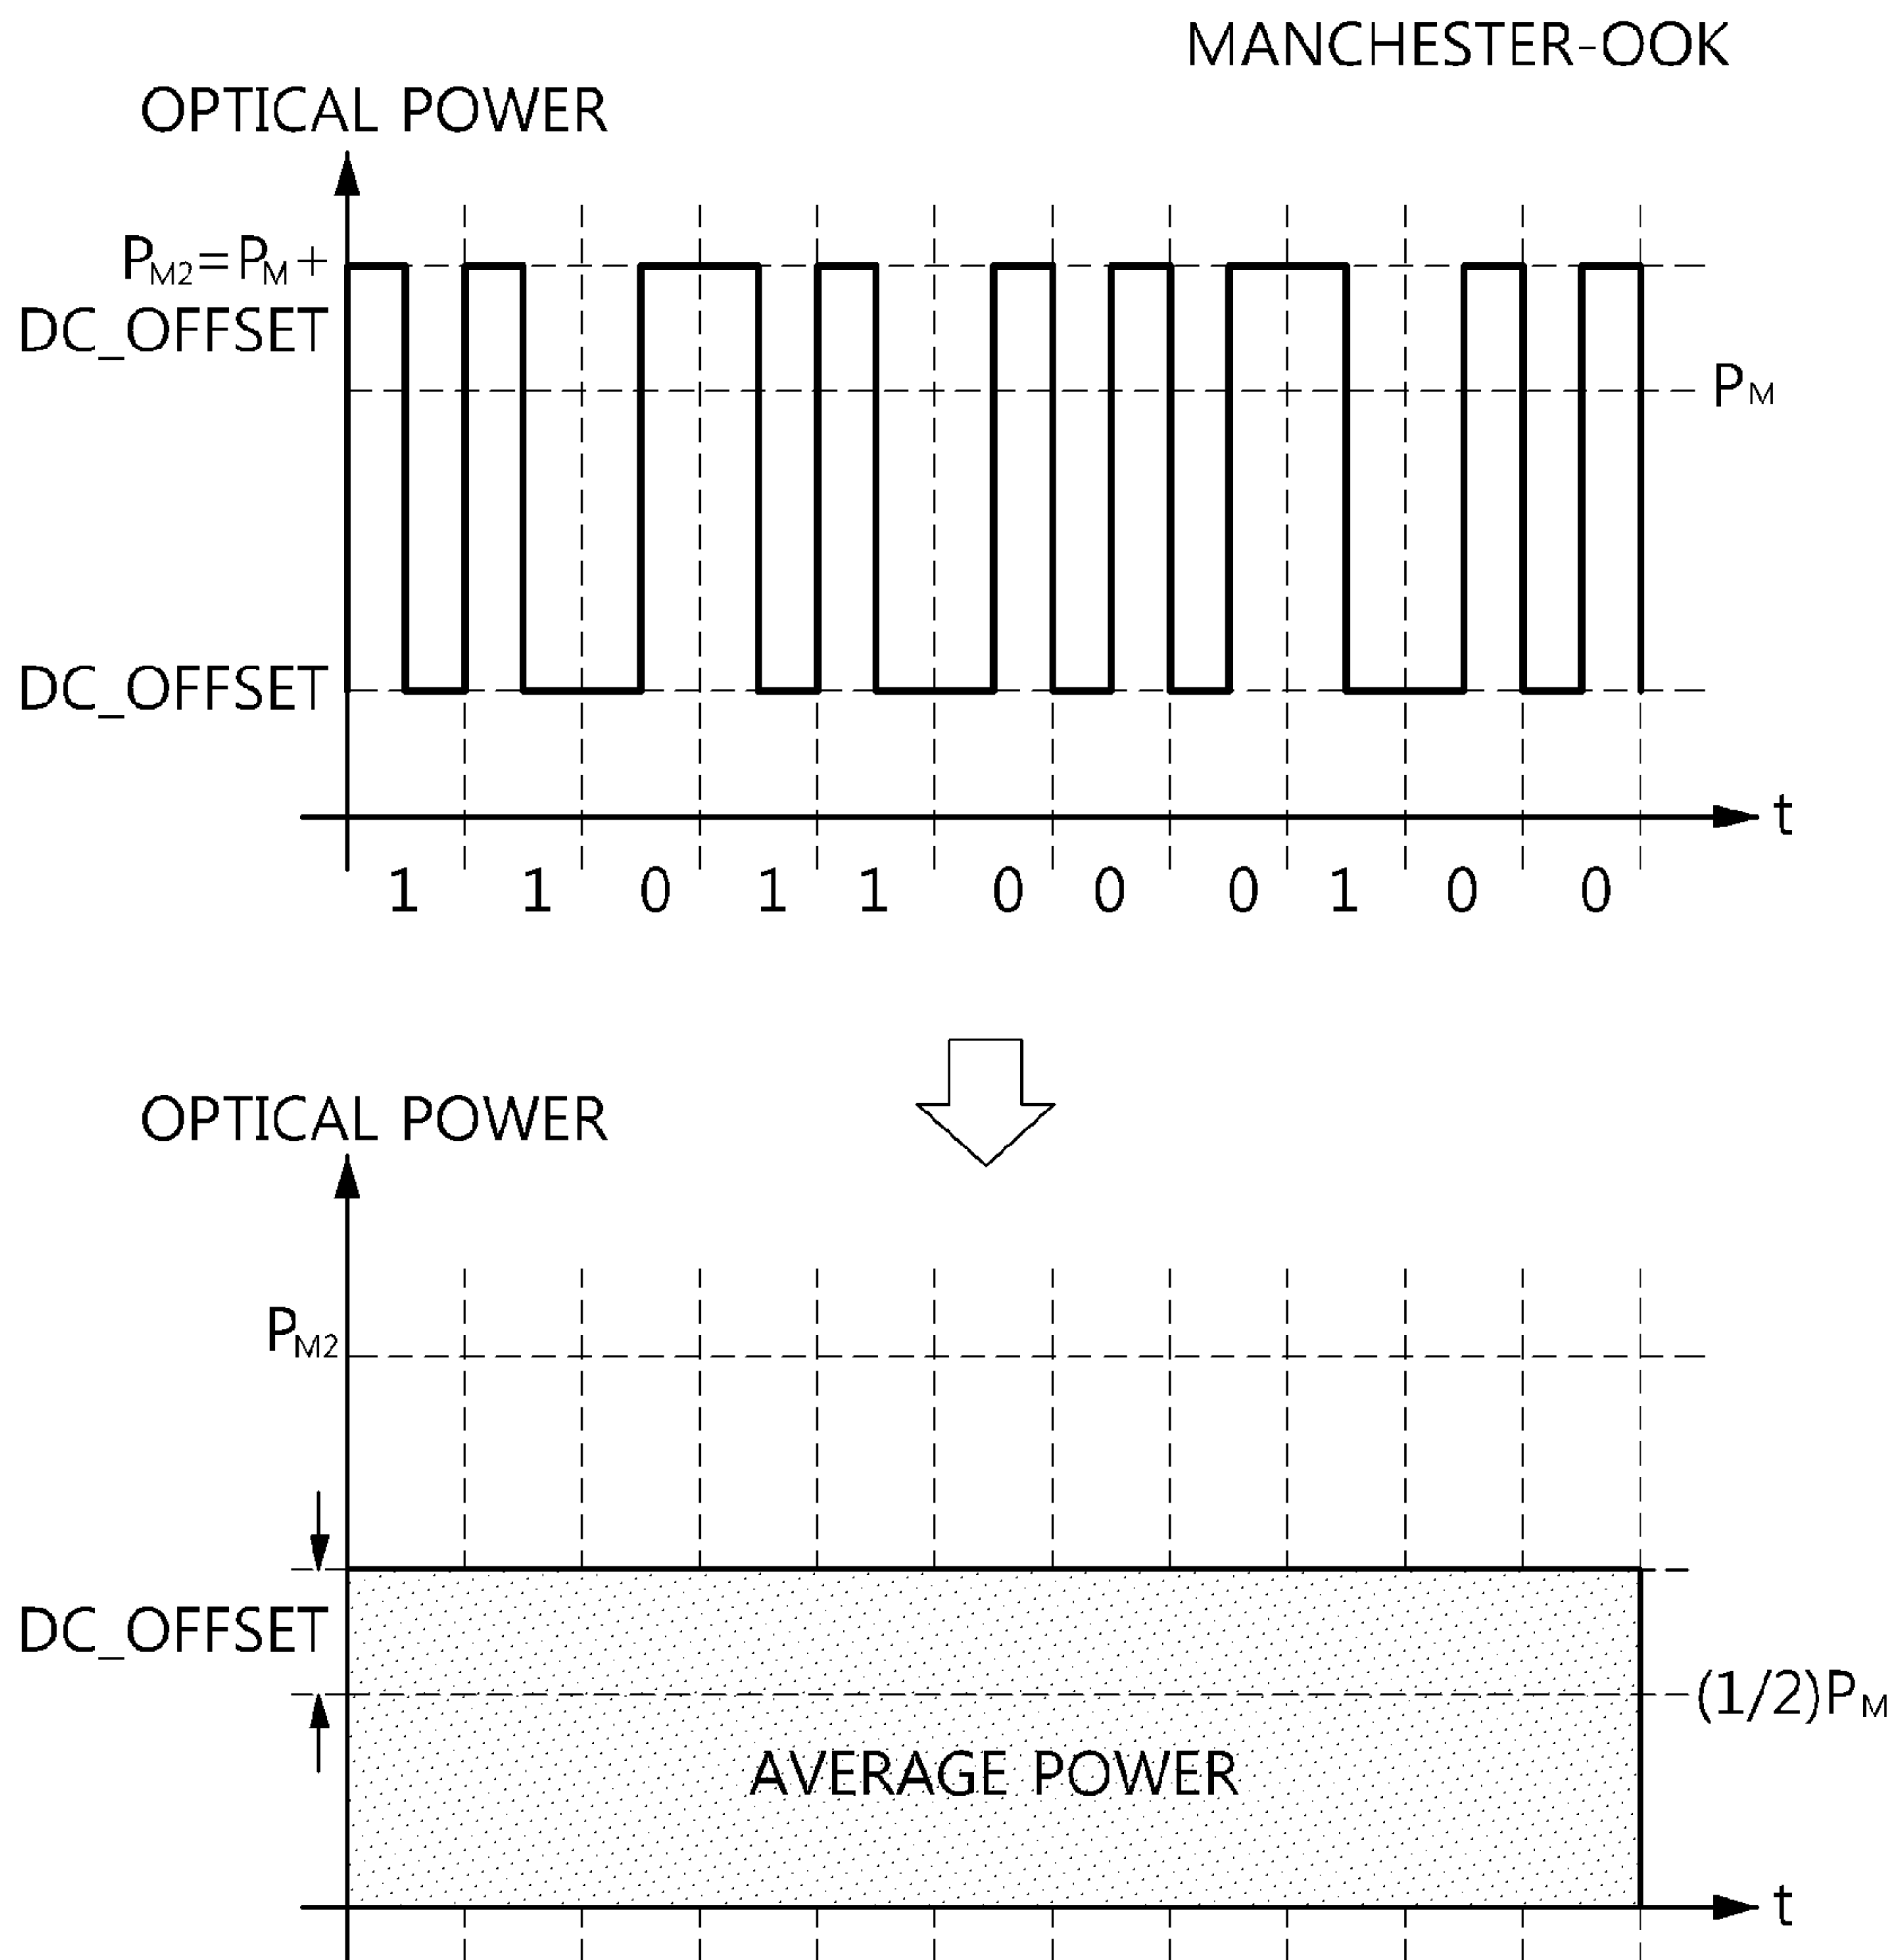 MANCHESTER-OOK
OPTICAL POWER
PM2=PM+
DC_OFFSET
PM
DC_OFFSET
t
1 1 0 1 1 0 0 0 1 0 0
OPTICAL POWER
PM2
DC_OFFSET
(1/2)PM
AVERAGE POWER
t